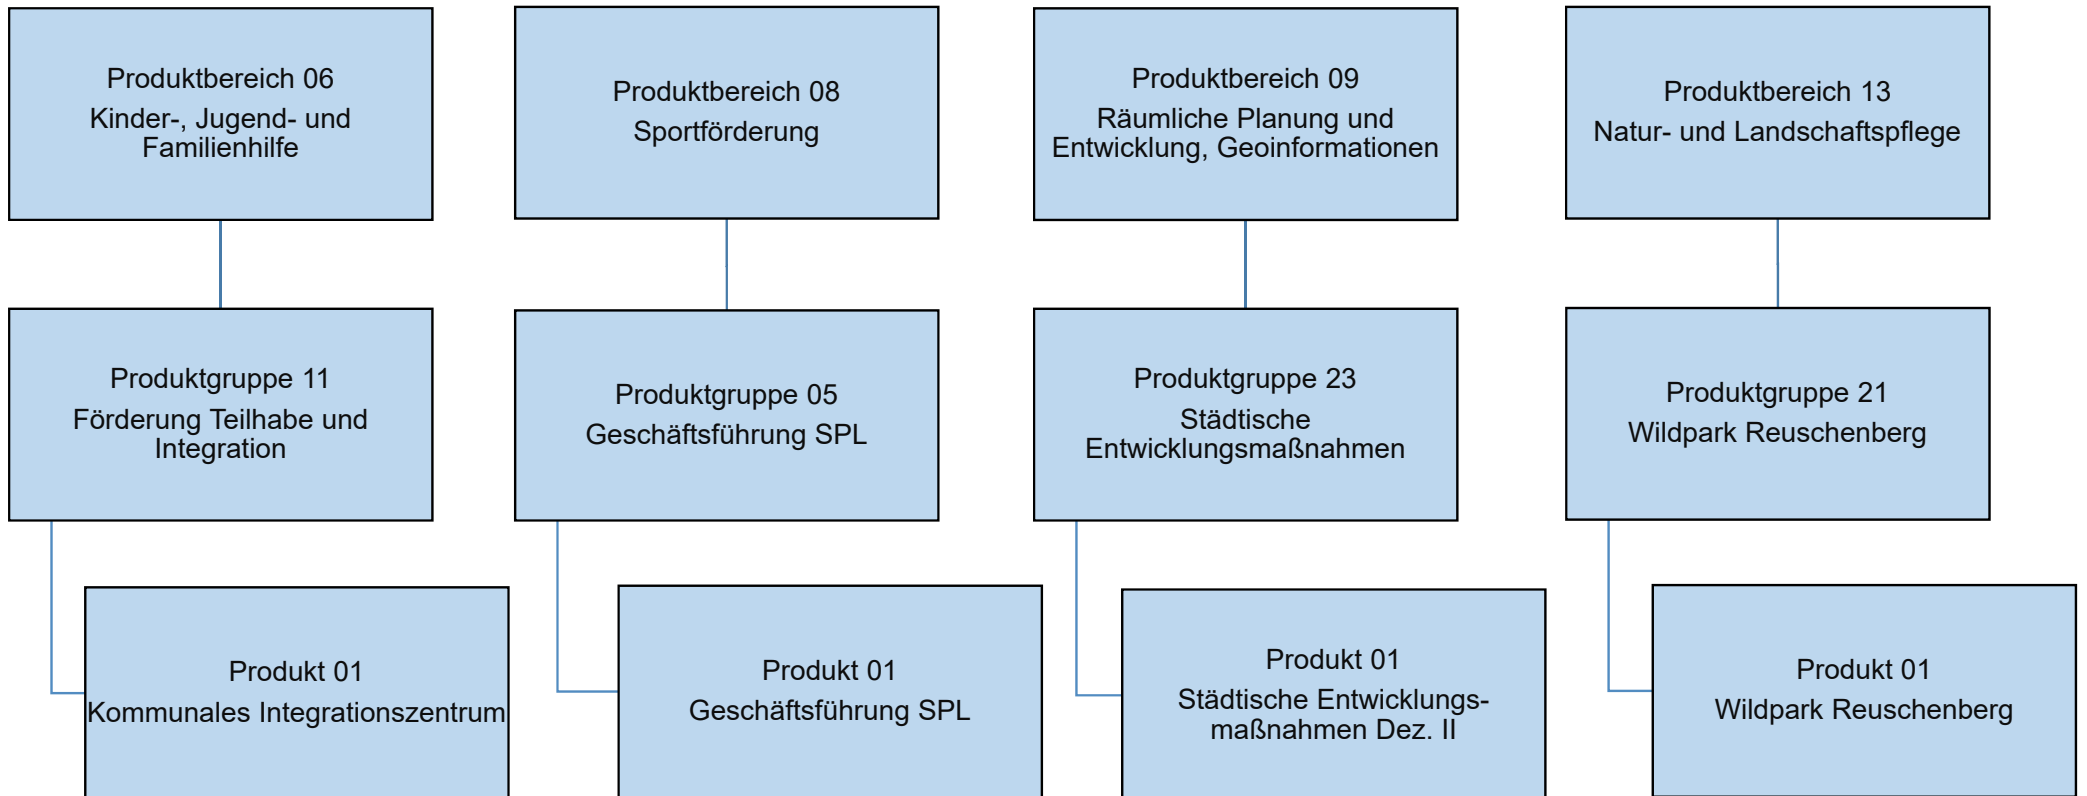 Produktbereich 06
Kinder-, Jugend- und
Familienhilfe
Produktbereich 08
Sportförderung
Produktbereich 09
Räumliche Planung und
Entwicklung, Geoinformationen
Produktbereich 13
Natur- und Landschaftspflege
Produktgruppe 11
Förderung Teilhabe und
Integration
Produktgruppe 05
Geschäftsführung SPL
Produktgruppe 23
Städtische
Entwicklungsmaßnahmen
Produktgruppe 21
Wildpark Reuschenberg
Produkt 01
Kommunales Integrationszentrum
Produkt 01
Geschäftsführung SPL
Produkt 01
Städtische Entwicklungs-
maßnahmen Dez. II
Produkt 01
Wildpark Reuschenberg